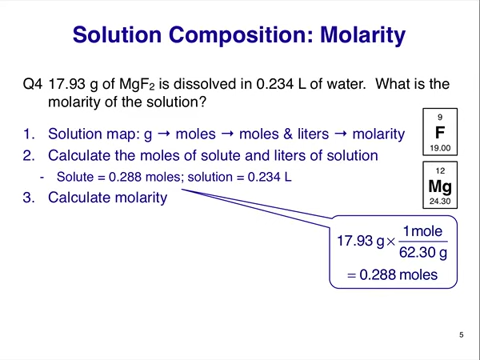 Solution Composition: Molarity
Q4 17.93 g of MgF₂ is dissolved in 0.234 L of water. What is the
molarity of the solution?
1. Solution map: g → moles → moles & liters → molarity
2. Calculate the moles of solute and liters of solution
- Solute = 0.288 moles; solution = 0.234 L
3. Calculate molarity
9
F
19.00
12
Mg
24.30
17.93 g × 1mole / 62.30 g
= 0.288 moles
5